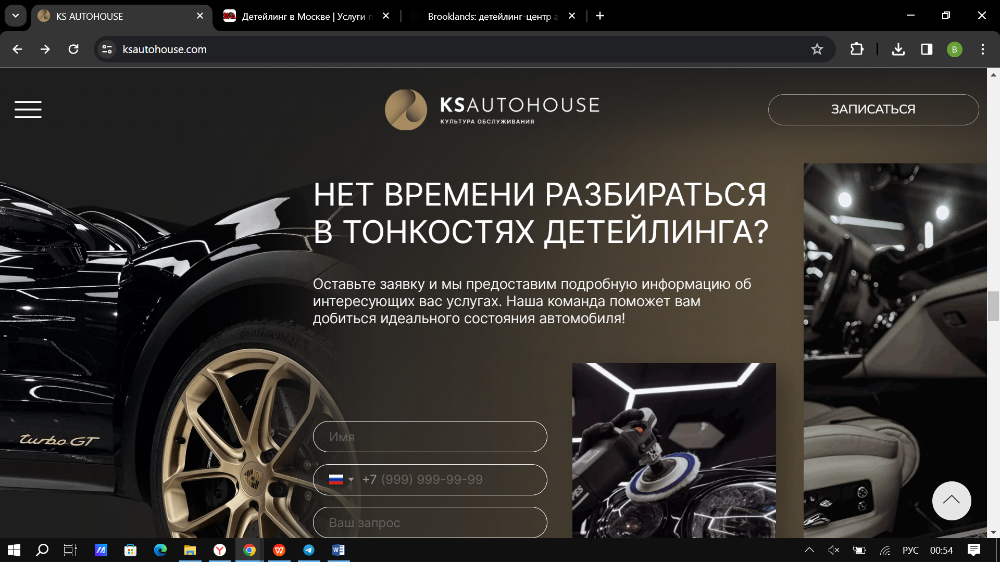 KS AUTOHOUSE
Детейлинг в Москве | Услуги п
Brooklands: детейлинг-центр а
ksautohouse.com
B
KSAUTOHOUSE
КУЛЬТУРА ОБСЛУЖИВАНИЯ
ЗАПИСАТЬСЯ
НЕТ ВРЕМЕНИ РАЗБИРАТЬСЯ
В ТОНКОСТЯХ ДЕТЕЙЛИНГА?
Оставьте заявку и мы предоставим подробную информацию об
интересующих вас услугах. Наша команда поможет вам
добиться идеального состояния автомобиля!
Continental
turbo GT
Имя
+7 (999) 999-99-99
Ваш запрос
РУС
00:54